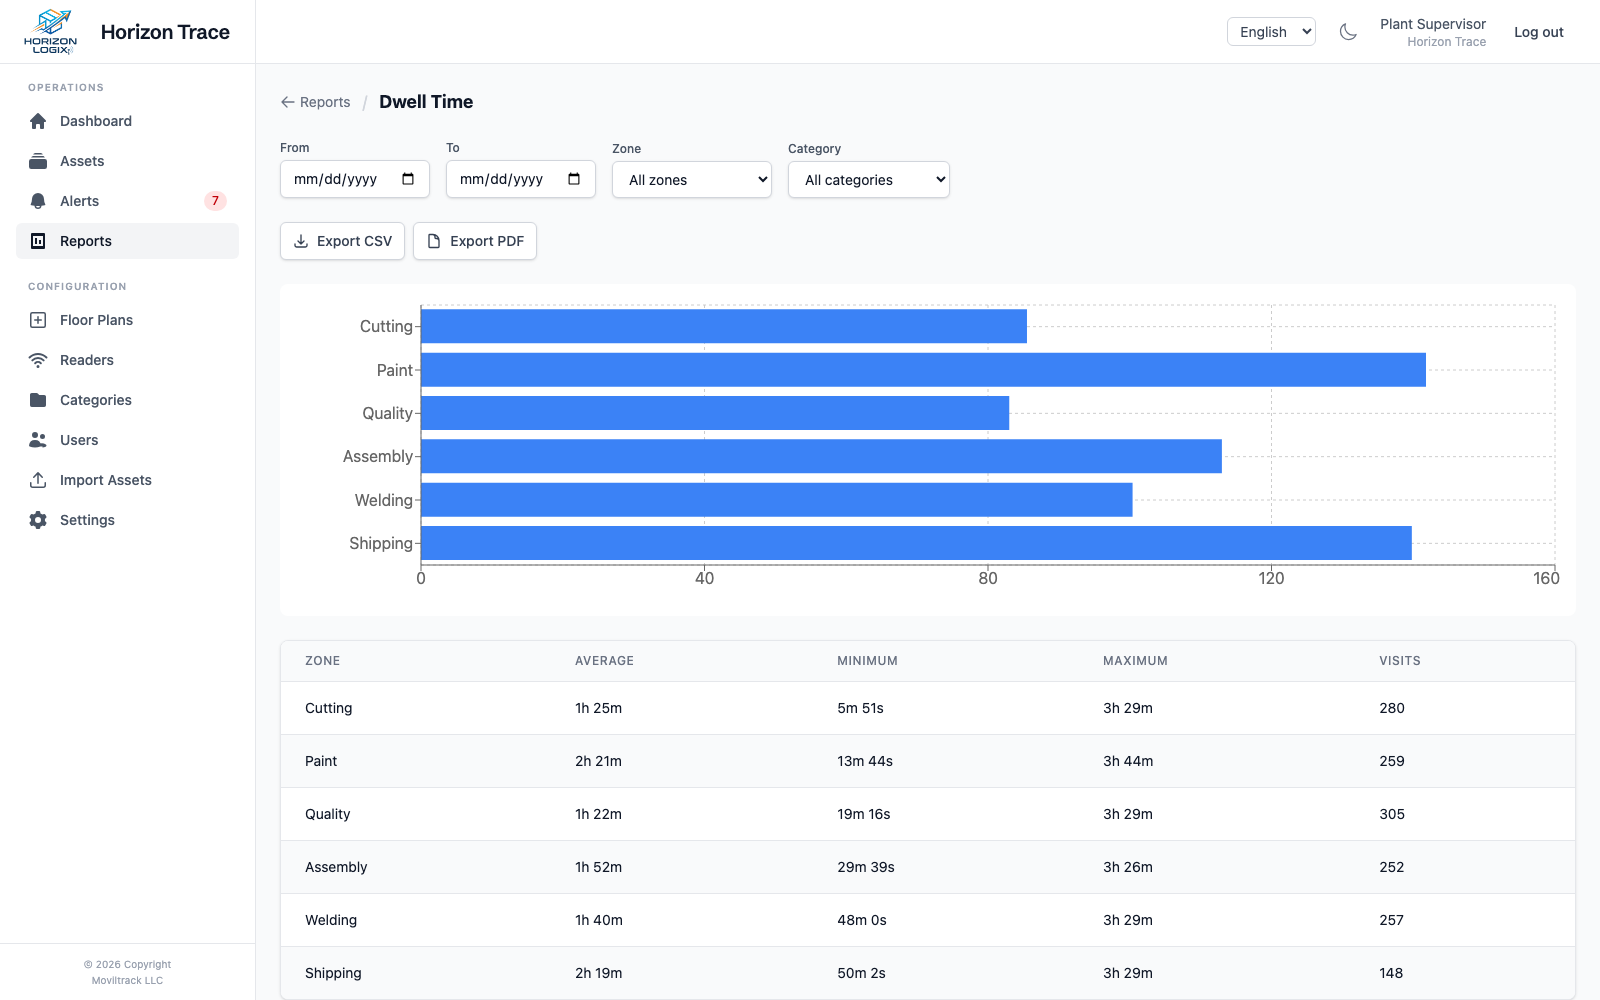 HORIZON
LOGIX
Horizon Trace
English
Plant Supervisor
Horizon Trace
Log out
OPERATIONS
Dashboard
Assets
Alerts 7
Reports
CONFIGURATION
Floor Plans
Readers
Categories
Users
Import Assets
Settings
© 2026 Copyright
Moviltrack LLC
Reports / Dwell Time
From To Zone Category
mm/dd/yyyy mm/dd/yyyy All zones All categories
Export CSV Export PDF
Cutting
Paint
Quality
Assembly
Welding
Shipping
0 40 80 120 160
ZONE AVERAGE MINIMUM MAXIMUM VISITS
Cutting 1h 25m 5m 51s 3h 29m 280
Paint 2h 21m 13m 44s 3h 44m 259
Quality 1h 22m 19m 16s 3h 29m 305
Assembly 1h 52m 29m 39s 3h 26m 252
Welding 1h 40m 48m 0s 3h 29m 257
Shipping 2h 19m 50m 2s 3h 29m 148